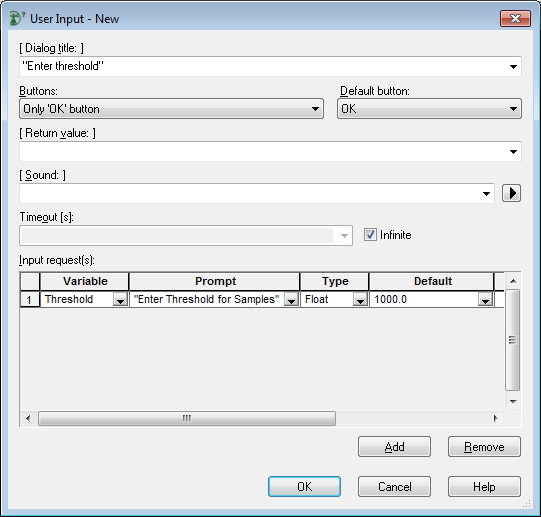 User Input - New
[ Dialog title: ]
"Enter threshold"
Buttons:
Default button:
Only 'OK' button
OK
[ Return value: ]
[ Sound: ]
Timeout [s]:
Infinite
Input request(s):
Variable Prompt Type Default
1 Threshold "Enter Threshold for Samples" Float 1000.0
Add Remove
OK Cancel Help